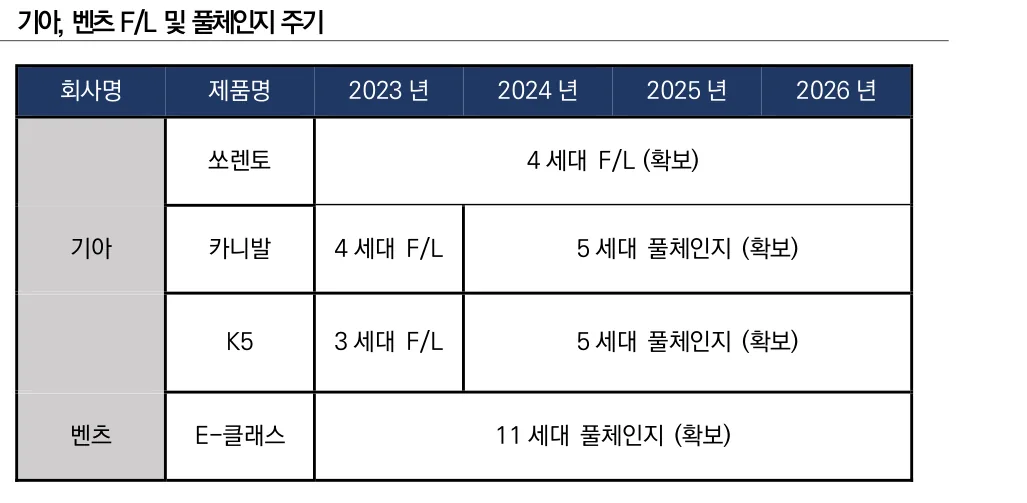 기아, 벤츠 F/L 및 풀체인지 주기
회사명 제품명 2023 년 2024 년 2025 년 2026 년
쏘렌토 4 세대 F/L (확보)
기아 카니발 4 세대 F/L 5 세대 풀체인지 (확보)
K5 3 세대 F/L 5 세대 풀체인지 (확보)
벤츠 E-클래스 11 세대 풀체인지 (확보)